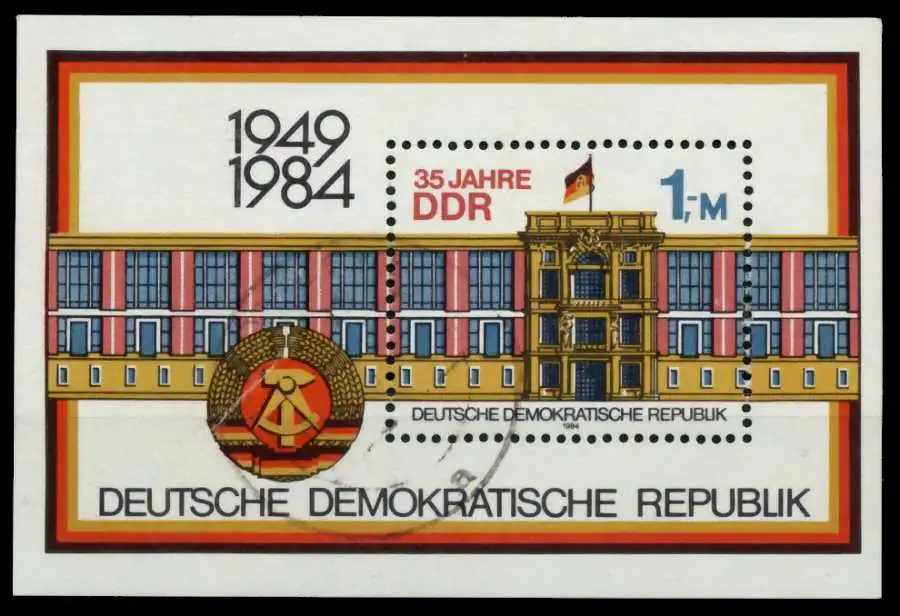 1949
1984
35 JAHRE
DDR
1,-M
DEUTSCHE DEMOKRATISCHE REPUBLIK
1984
a
DEUTSCHE DEMOKRATISCHE REPUBLIK